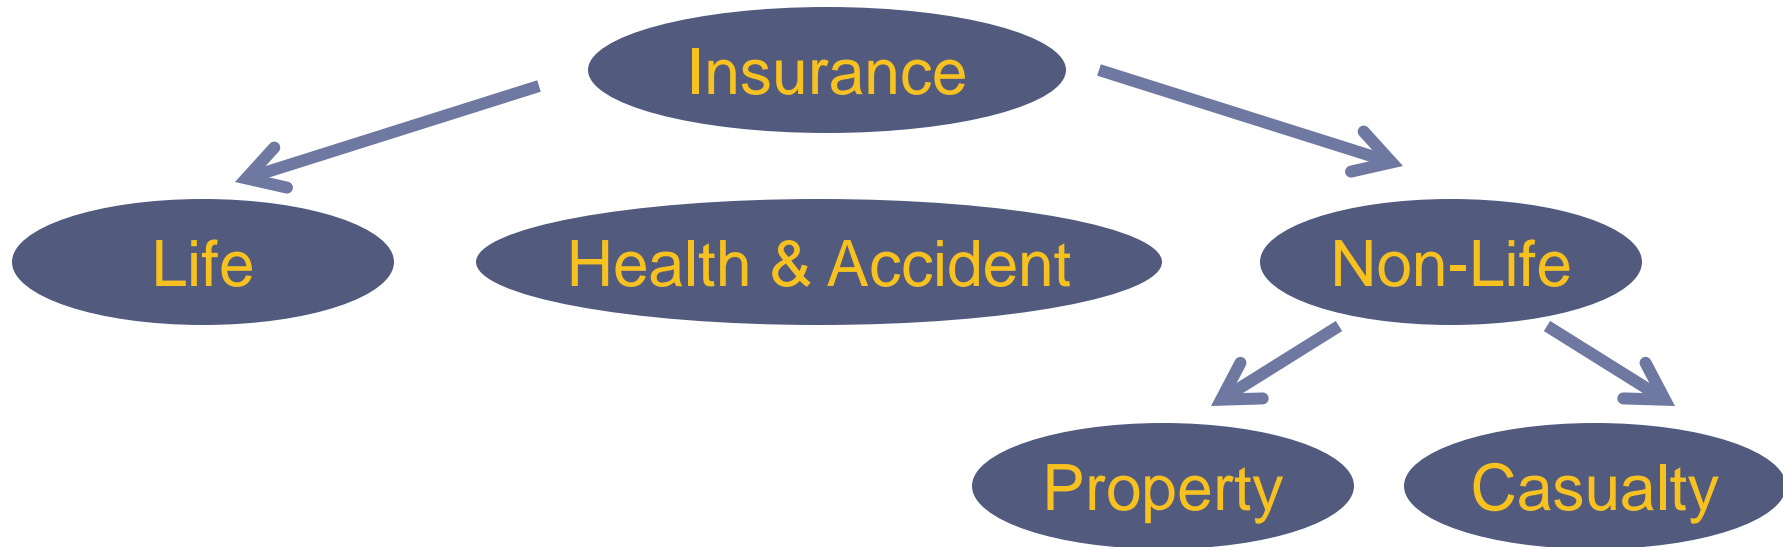 Insurance
Life
Health & Accident
Non-Life
Property
Casualty